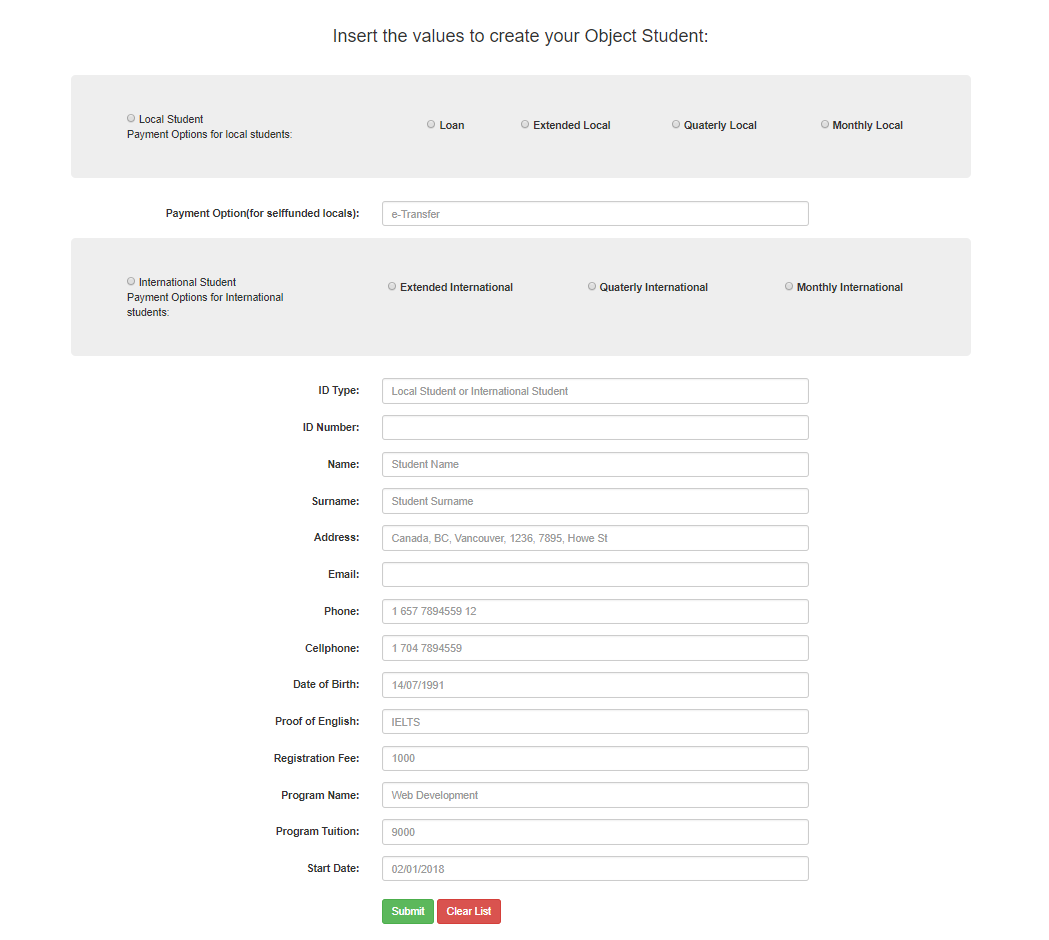 Insert the values to create your Object Student:
Local Student
Payment Options for local students:
Loan
Extended Local
Quaterly Local
Monthly Local
Payment Option(for selffunded locals):
e-Transfer
International Student
Payment Options for International
students:
Extended International
Quaterly International
Monthly International
ID Type:
Local Student or International Student
ID Number:
Name:
Student Name
Surname:
Student Surname
Address:
Canada, BC, Vancouver, 1236, 7895, Howe St
Email:
Phone:
1 657 7894559 12
Cellphone:
1 704 7894559
Date of Birth:
14/07/1991
Proof of English:
IELTS
Registration Fee:
1000
Program Name:
Web Development
Program Tuition:
9000
Start Date:
02/01/2018
Submit
Clear List